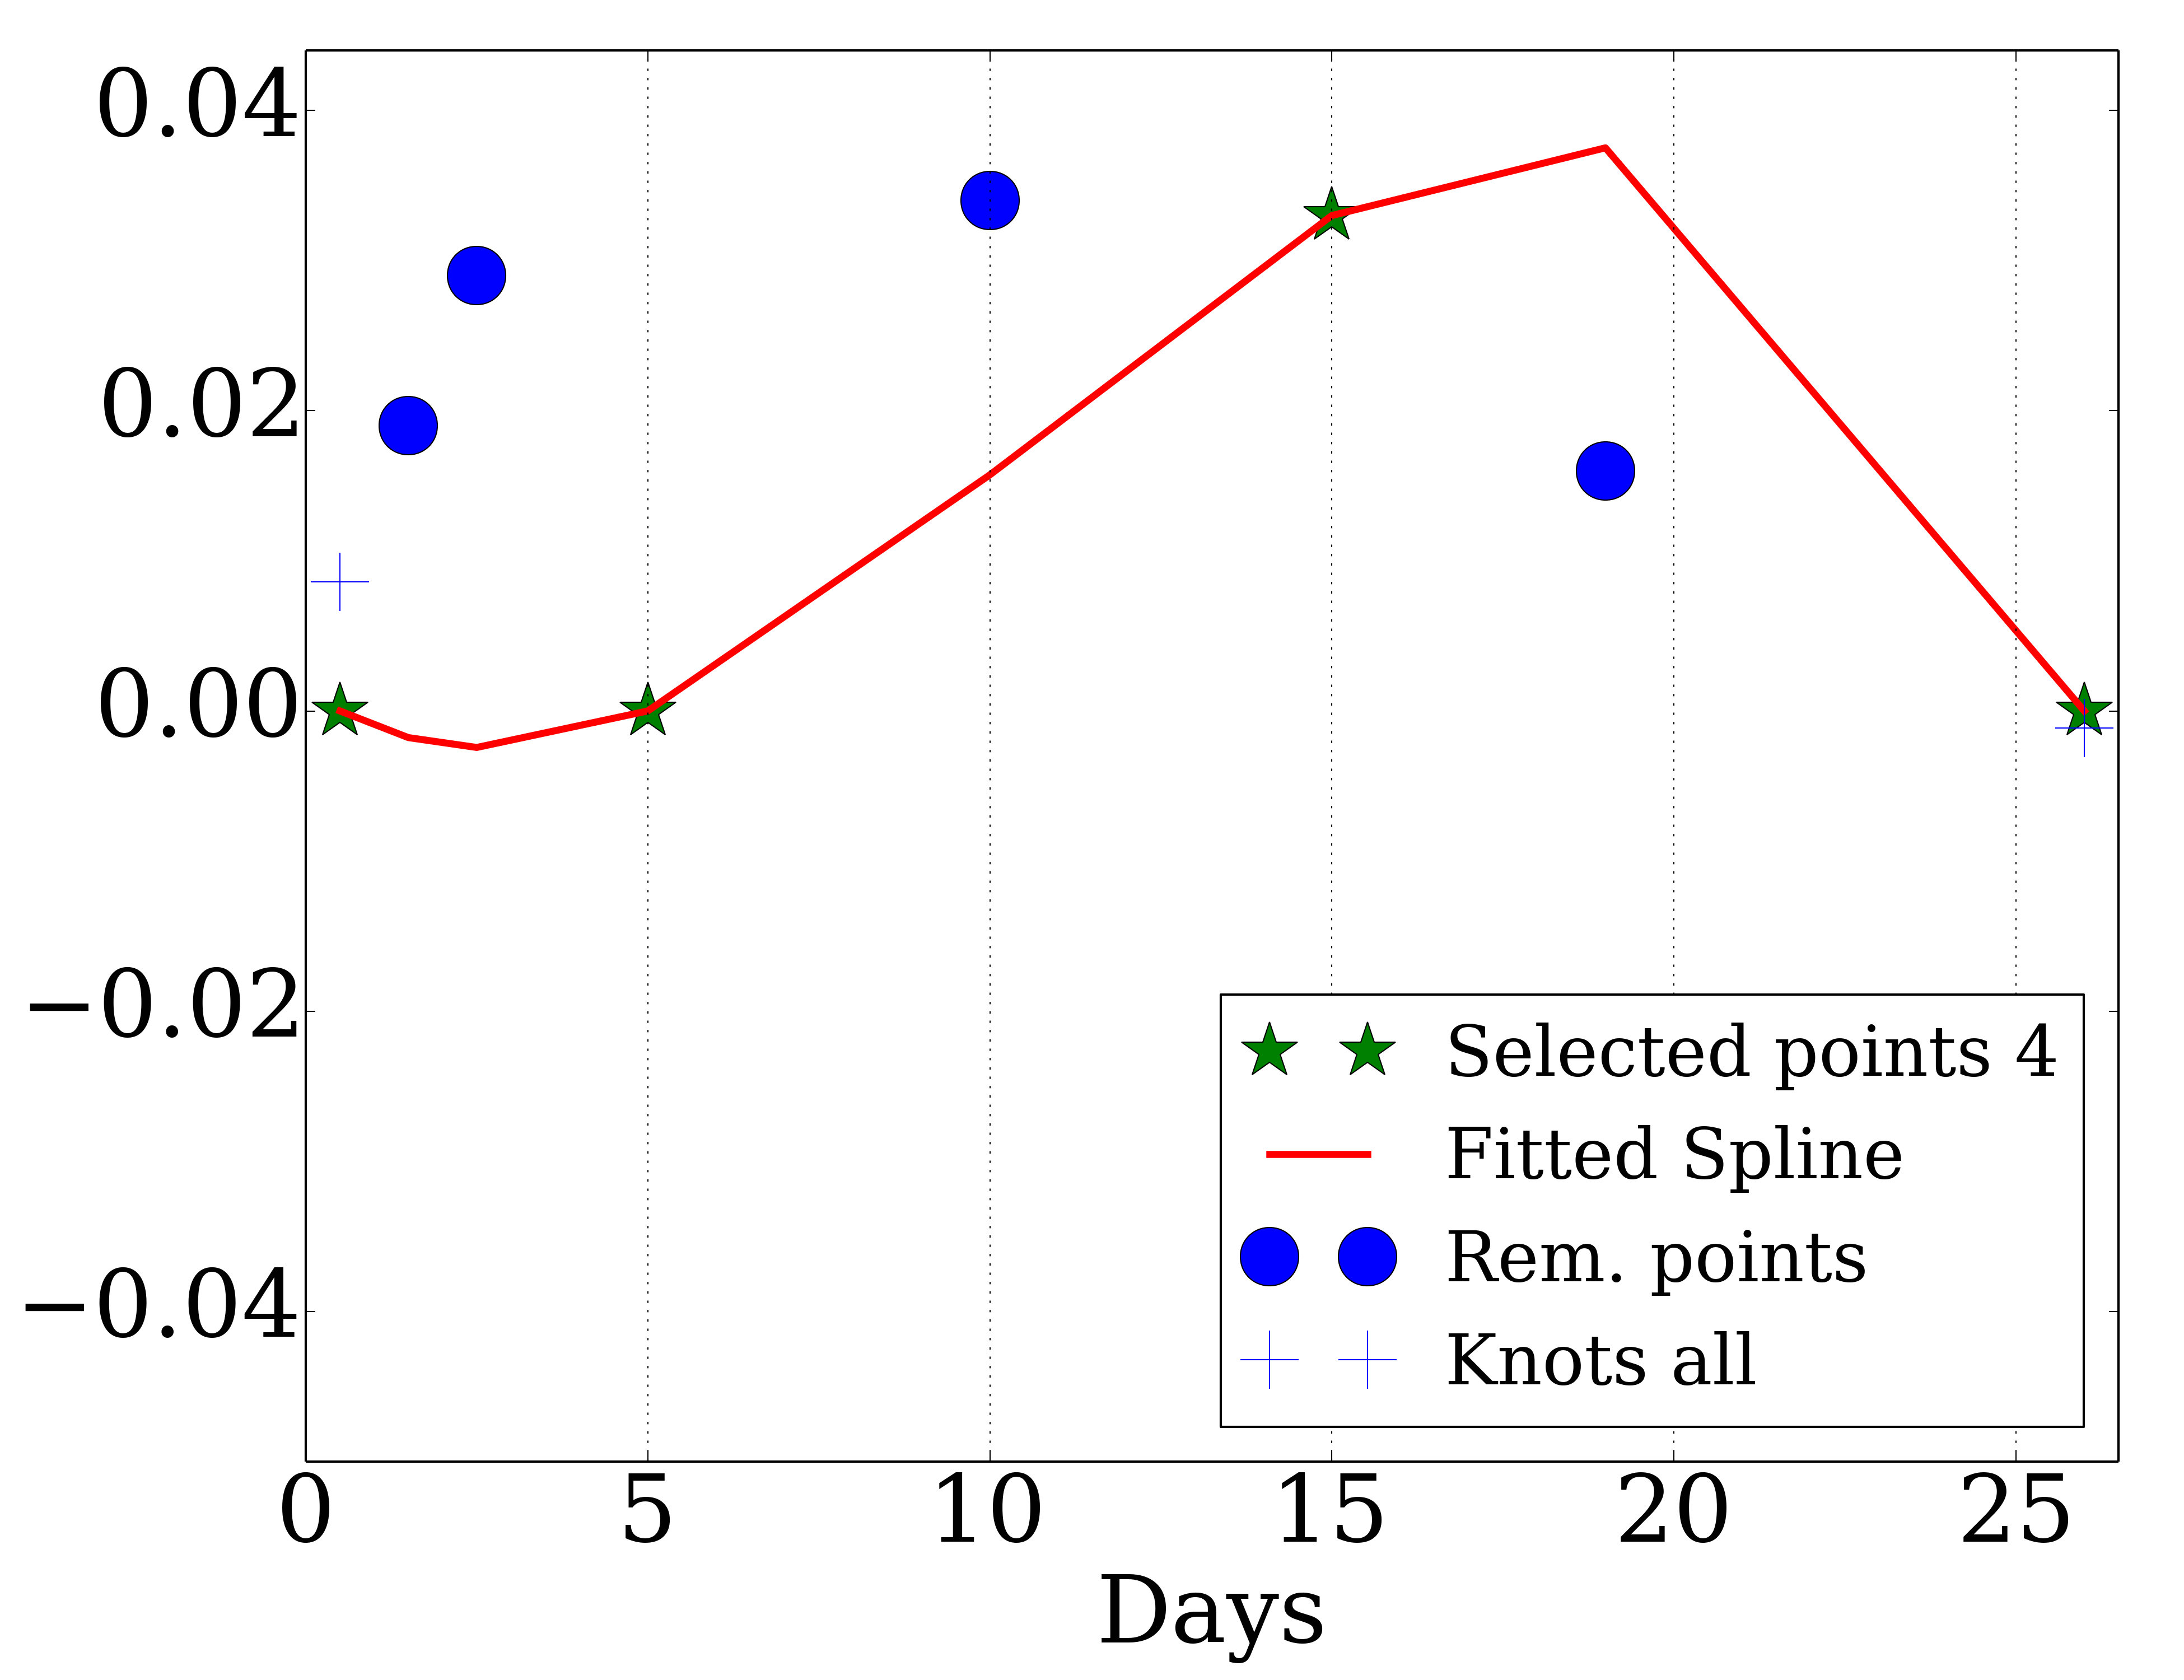 0.04
0.02
0.00
−0.02
−0.04
Selected points 4
Fitted Spline
Rem. points
Knots all
0 5 10 15 20 25
Days